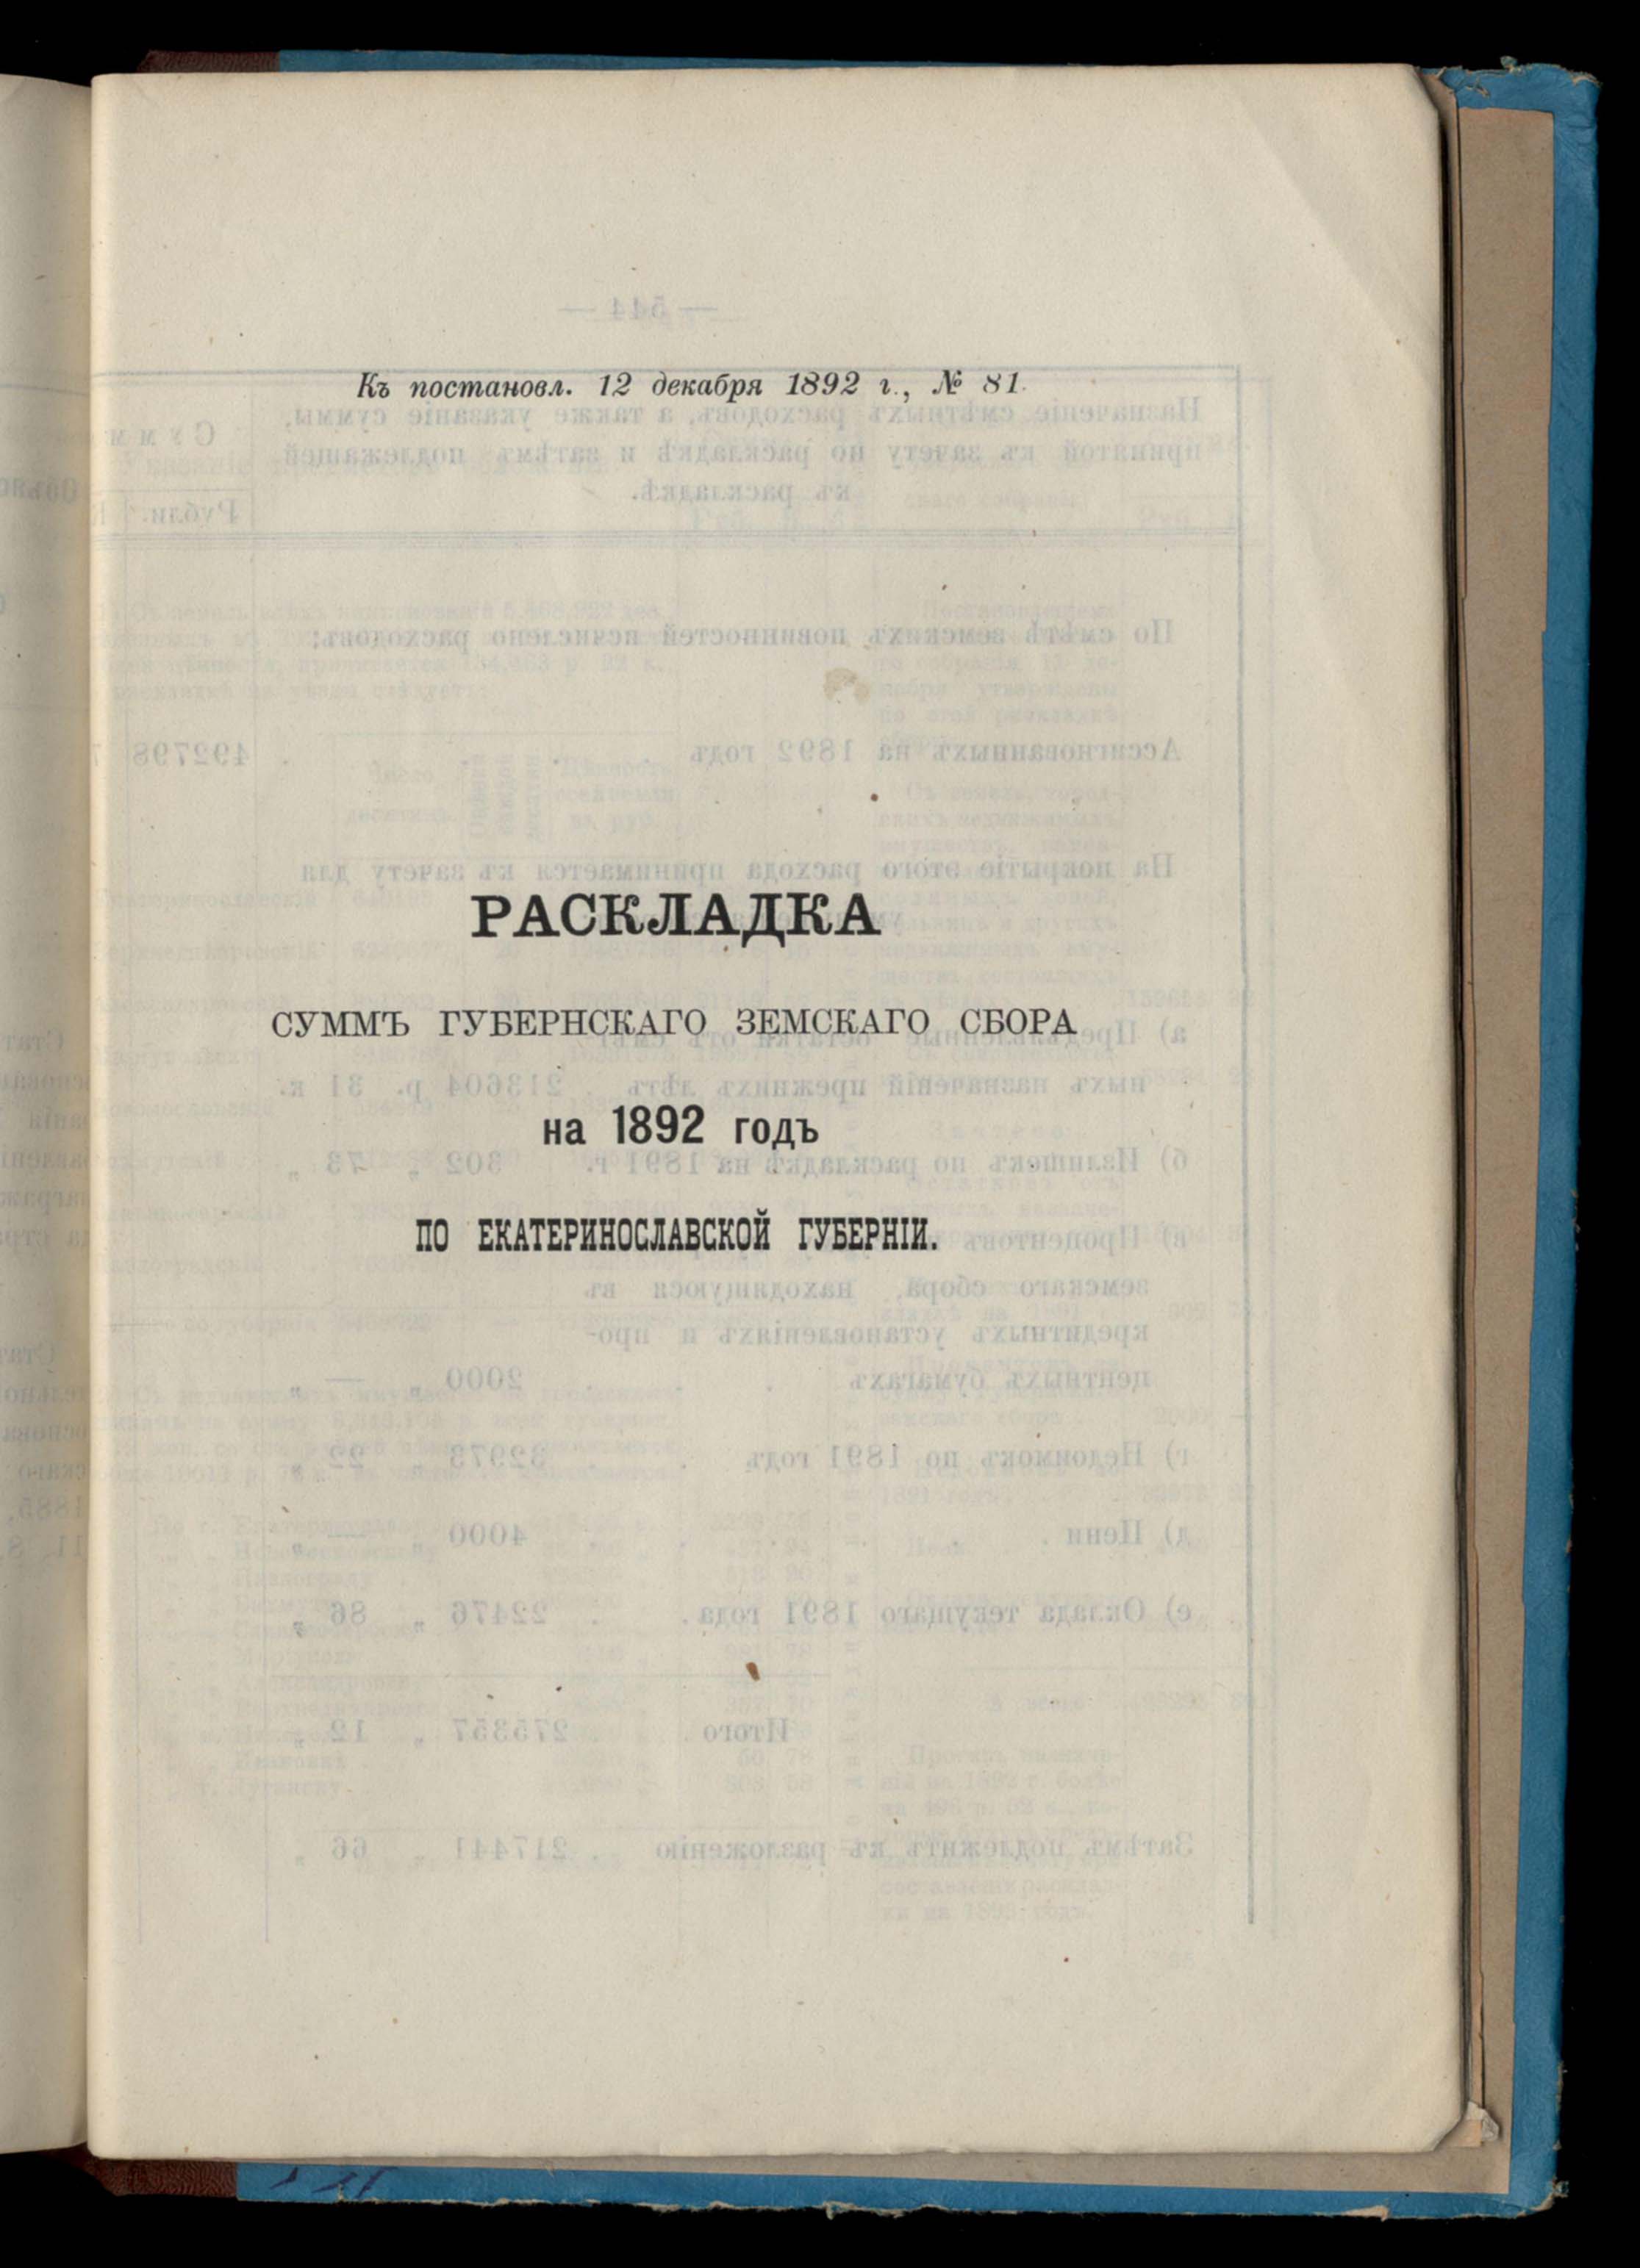 Къ постановл. 12 декабря 1892 г., № 81.
РАСКЛАДКА
СУММЪ ГУБЕРНСКАГО ЗЕМСКАГО СБОРА
на 1892 годъ
ПО ЕКАТЕРИНОСЛАВСКОЙ ГУБЕРНІИ.